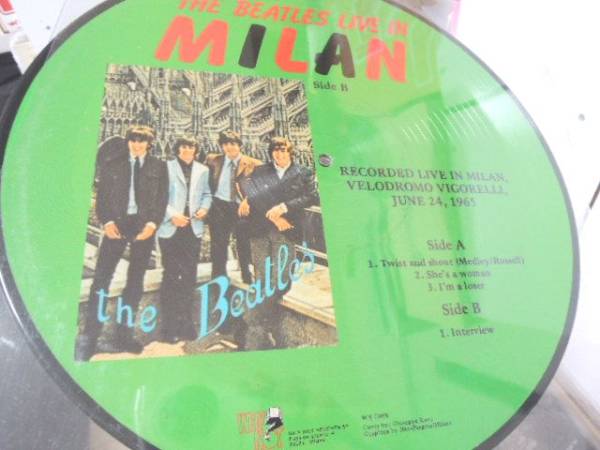 THE BEATLES LIVE IN
MILAN
Side B
the Beatles
RECORDED LIVE IN MILAN,
VELODROMO VIGORELLI,
JUNE 24, 1965
Side A
1. Twist and shout (Medley/Russell)
2. She's a woman
3. I'm a loser
Side B
1. Interview